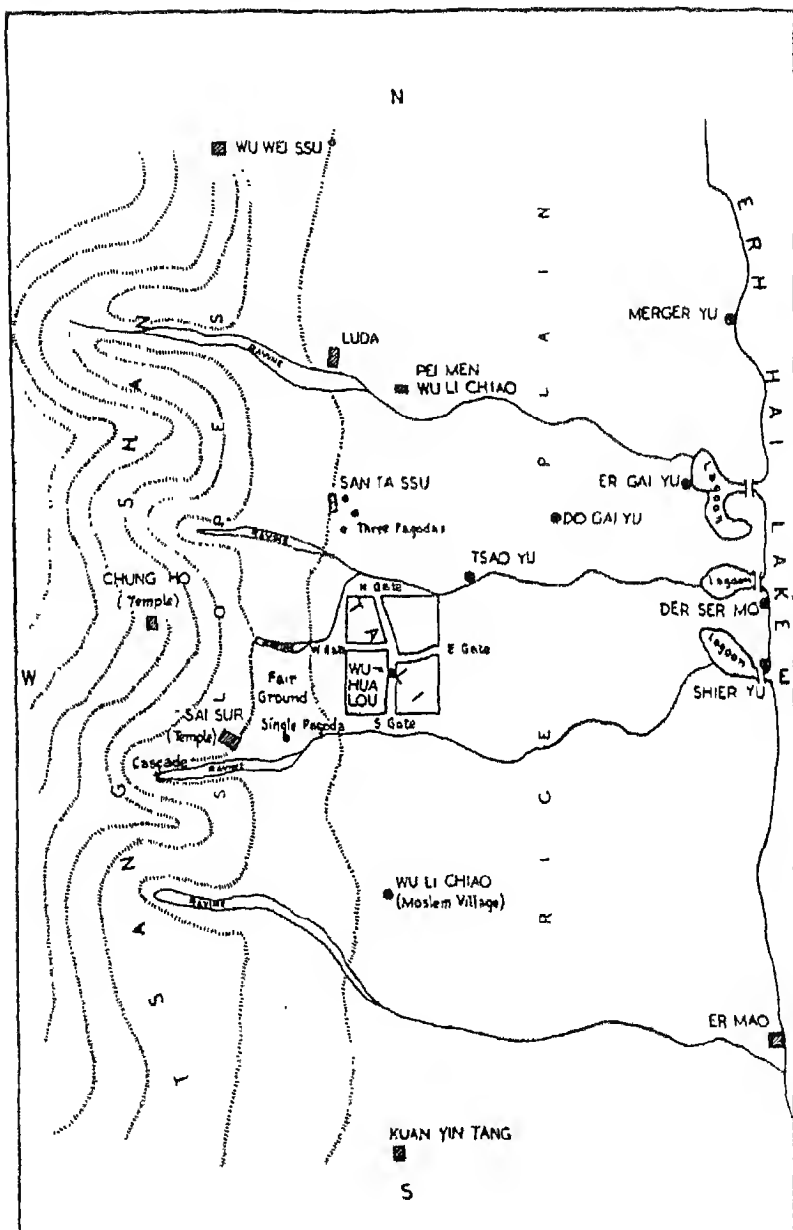 N
WU WEI SSU
ERH HAI LAKE
MERGER YU
LUDA
RAVINE
PEI MEN
WU LI CHIAO
TSANG SHAN
SLOPES
RICE PLAIN
SAN TA SSU
Three Pagodas
ER GAI YU
Lagoon
DO GAI YU
RAVINE
TSAO YU
CHUNG HO
(Temple)
N Gate
lagoon
DER SER MO
W
E Gate
WU
HUA
LOU
Fair
Ground
lagoon
E
SHIER YU
SAI SUR
(Temple)
Single Pagoda
S Gate
Cascade
RAVINE
RAVINE
WU LI CHIAO
(Moslem Village)
ER MAO
KUAN YIN TANG
S